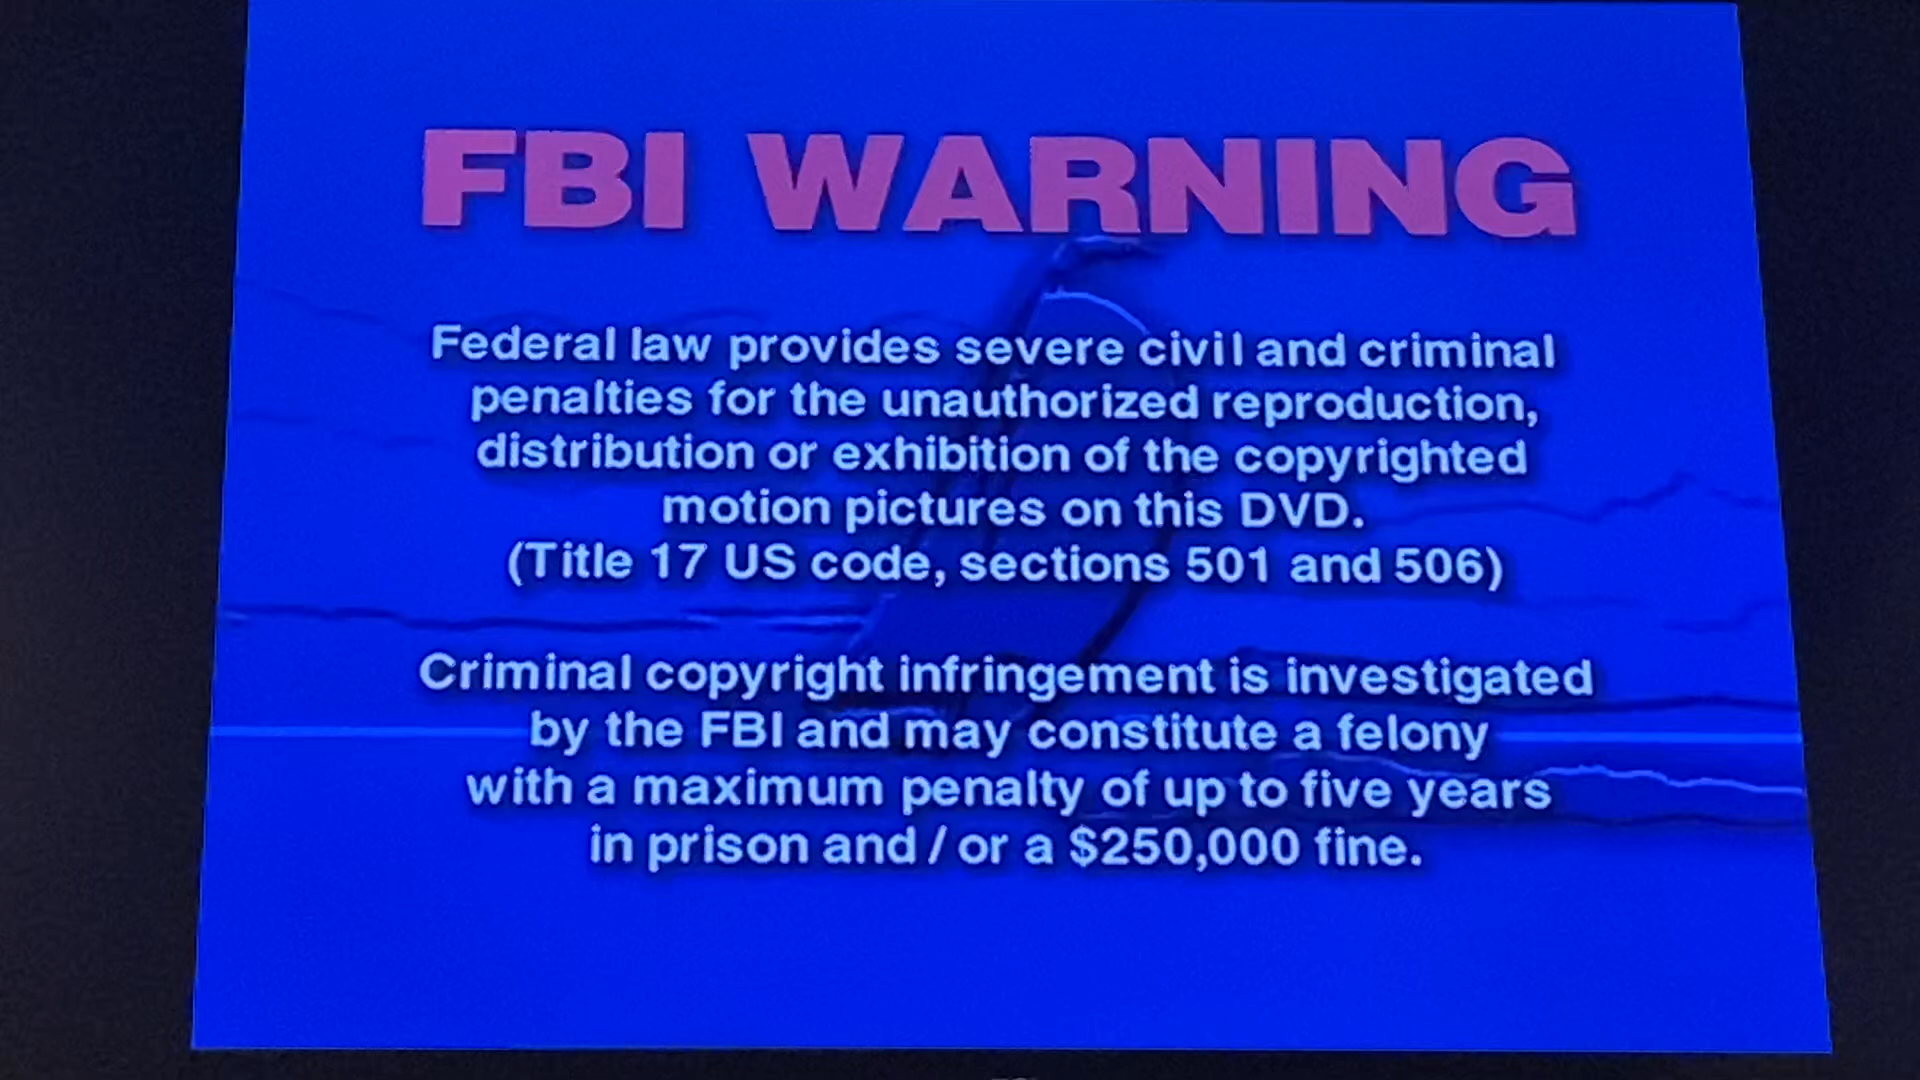 FBI WARNING
Federal law provides severe civil and criminal
penalties for the unauthorized reproduction,
distribution or exhibition of the copyrighted
motion pictures on this DVD.
(Title 17 US code, sections 501 and 506)
Criminal copyright infringement is investigated
by the FBI and may constitute a felony
with a maximum penalty of up to five years
in prison and / or a $250,000 fine.